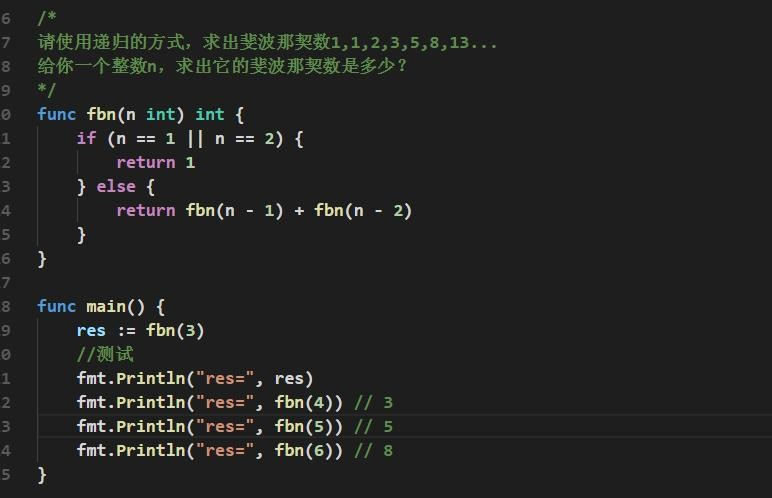 6 /*
7 请使用递归的方式，求出斐波那契数1,1,2,3,5,8,13...
8 给你一个整数n，求出它的斐波那契数是多少？
9 */
0 func fbn(n int) int {
1     if (n == 1 || n == 2) {
2         return 1
3     } else {
4         return fbn(n - 1) + fbn(n - 2)
5     }
6 }
7
8 func main() {
9     res := fbn(3)
0     //测试
1     fmt.Println("res=", res)
2     fmt.Println("res=", fbn(4)) // 3
3     fmt.Println("res=", fbn(5)) // 5
4     fmt.Println("res=", fbn(6)) // 8
5 }